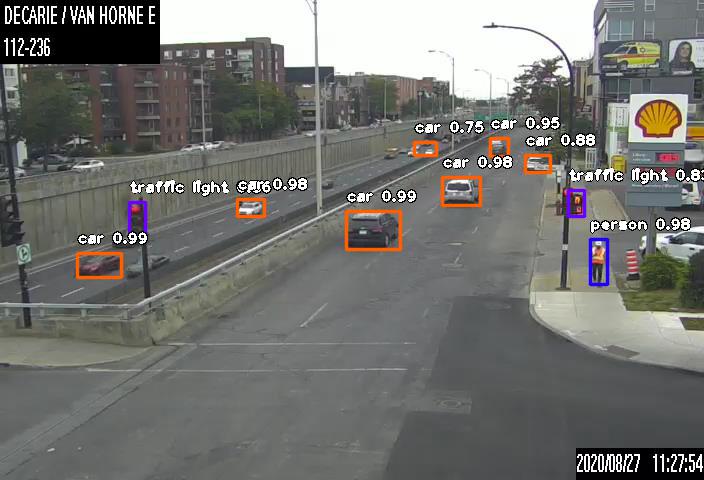 DECARIE / VAN HORNE E
112-236
car 0.75
car 0.95
car 0.88
car 0.98
traffic light
car 0.98
traffic light 0.83
car 0.99
person 0.98
car 0.99
Shell
2020/08/27 11:27:54